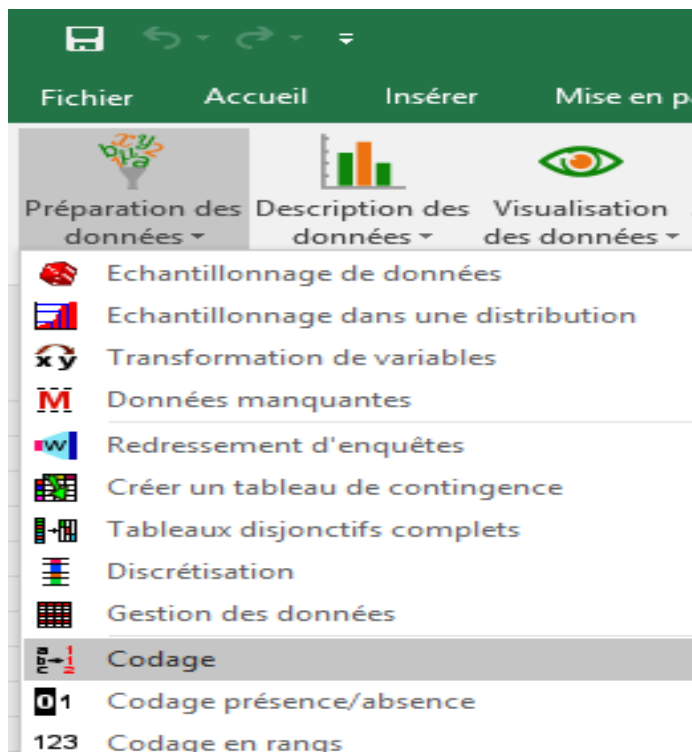 Fichier Accueil Insérer Mise en pa
Préparation des Description des Visualisation
données données des données
Echantillonnage de données
Echantillonnage dans une distribution
Transformation de variables
Données manquantes
Redressement d'enquêtes
Créer un tableau de contingence
Tableaux disjonctifs complets
Discrétisation
Gestion des données
Codage
Codage présence/absence
Codage en rangs